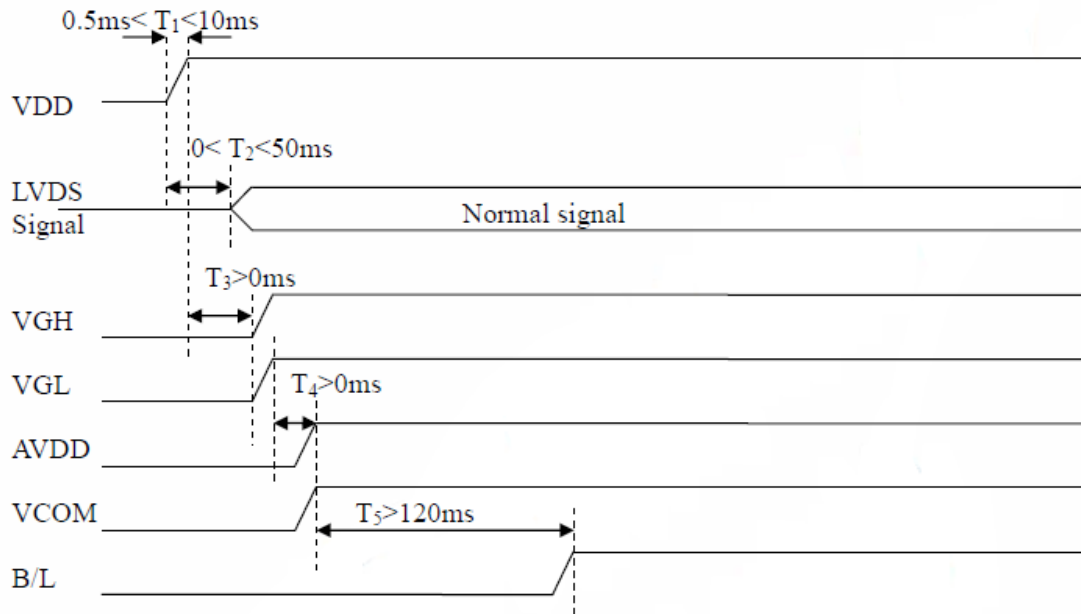 0.5ms< T₁<10ms
VDD
0< T₂<50ms
LVDS
Signal
Normal signal
T₃>0ms
VGH
VGL
T₄>0ms
AVDD
VCOM
T₅>120ms
B/L